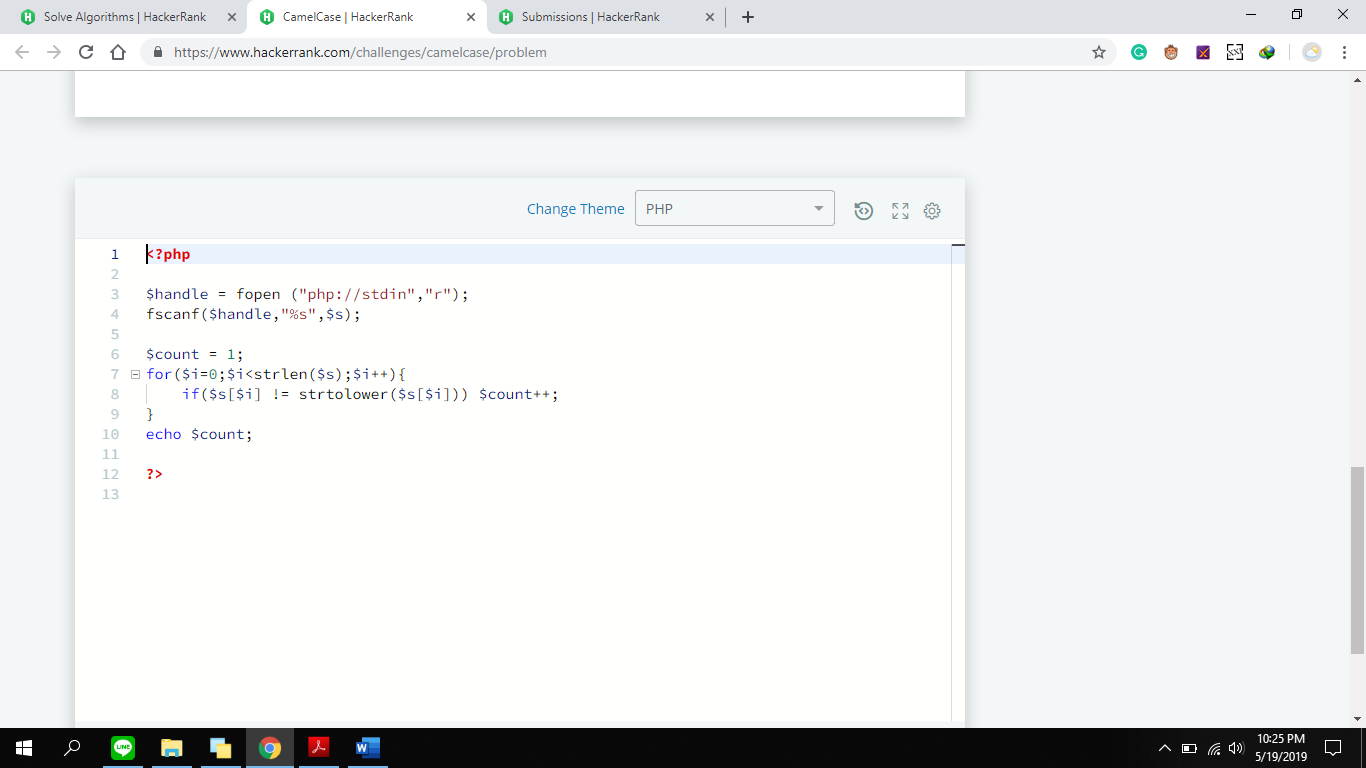 Solve Algorithms | HackerRank
CamelCase | HackerRank
Submissions | HackerRank
https://www.hackerrank.com/challenges/camelcase/problem
Change Theme
PHP
1 <?php
2
3 $handle = fopen ("php://stdin","r");
4 fscanf($handle,"%s",$s);
5
6 $count = 1;
7 for($i=0;$i<strlen($s);$i++){
8 if($s[$i] != strtolower($s[$i])) $count++;
9 }
10 echo $count;
11
12 ?>
13
LINE
10:25 PM
5/19/2019